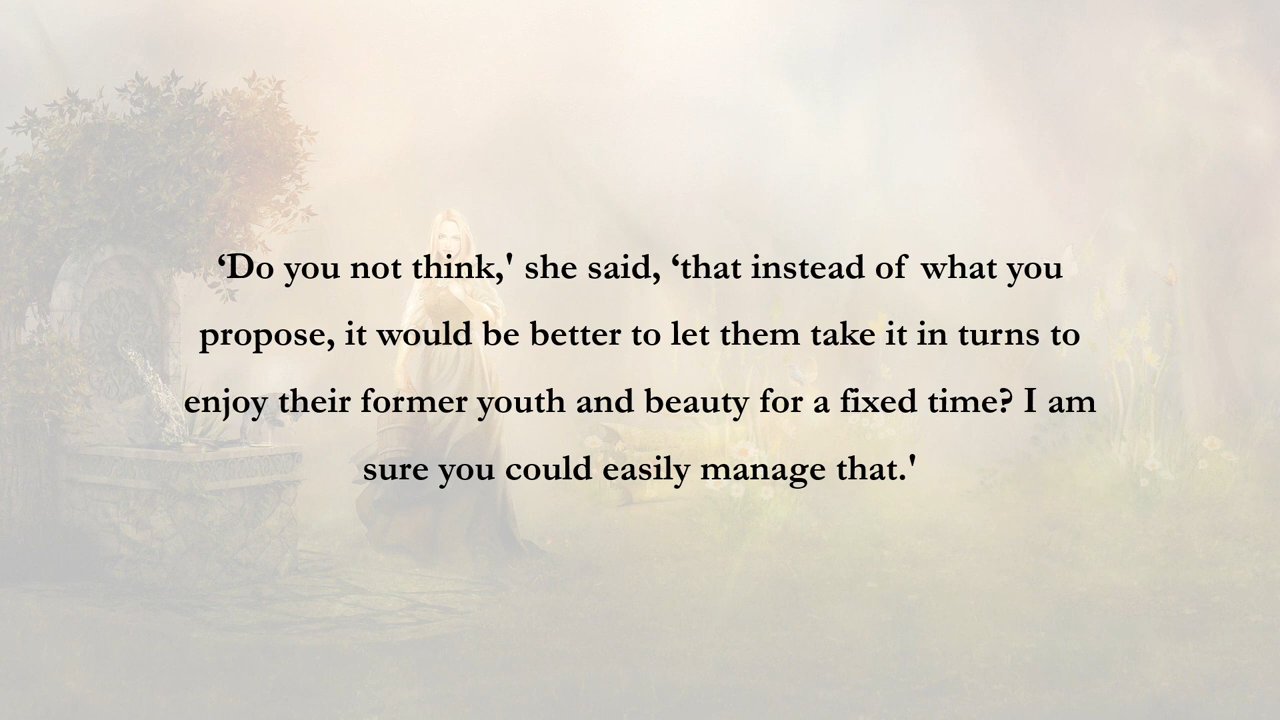 ‘Do you not think,' she said, ‘that instead of what you
propose, it would be better to let them take it in turns to
enjoy their former youth and beauty for a fixed time? I am
sure you could easily manage that.'